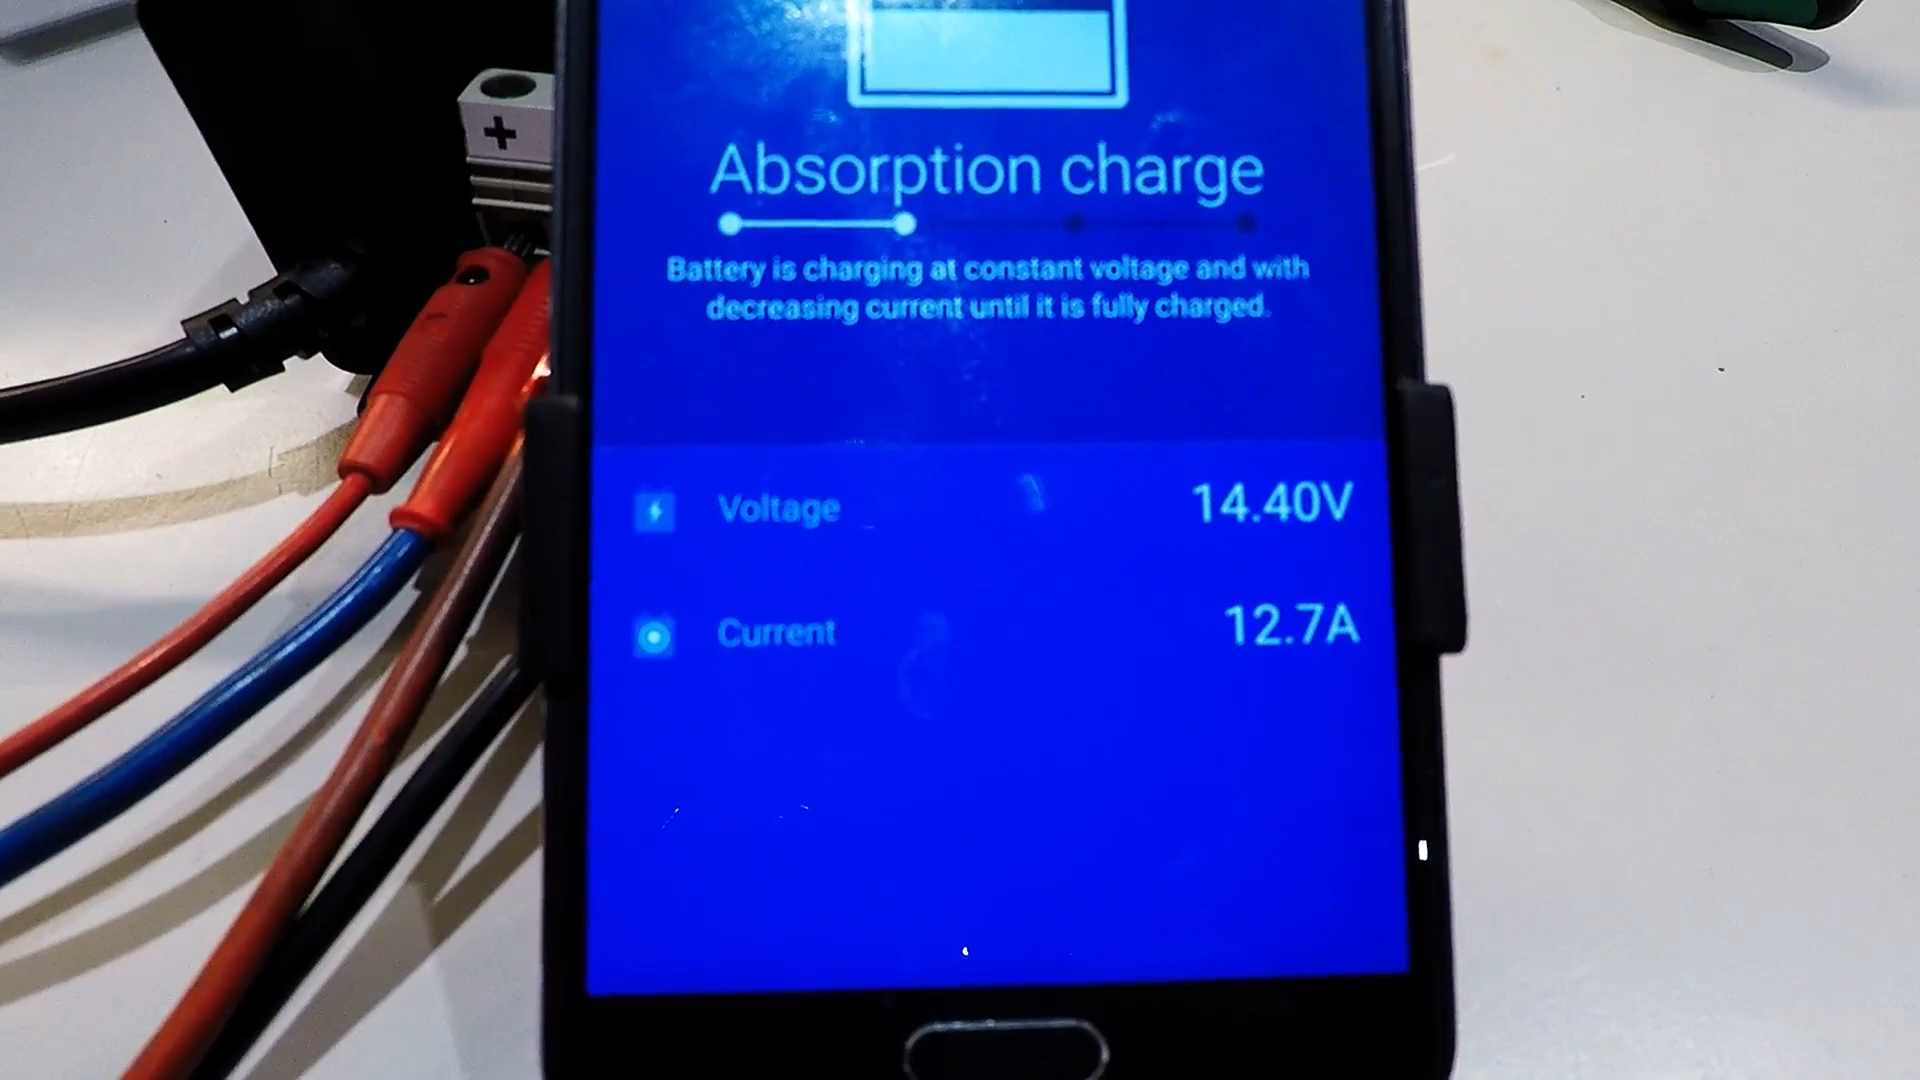 +
Absorption charge
Battery is charging at constant voltage and with
decreasing current until it is fully charged.
Voltage 14.40V
Current 12.7A